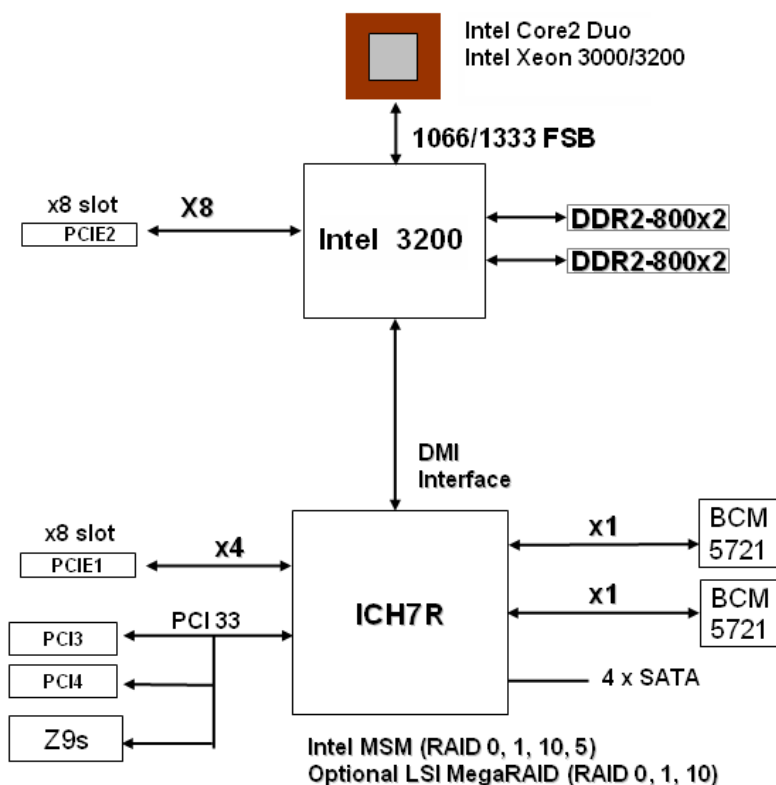 Intel Core2 Duo
Intel Xeon 3000/3200
1066/1333 FSB
x8 slot
PCIE2
X8
Intel 3200
DDR2-800x2
DDR2-800x2
DMI
Interface
x8 slot
PCIE1
x4
ICH7R
x1
BCM
5721
x1
BCM
5721
PCI 33
PCI3
PCI4
Z9s
4 x SATA
Intel MSM (RAID 0, 1, 10, 5)
Optional LSI MegaRAID (RAID 0, 1, 10)